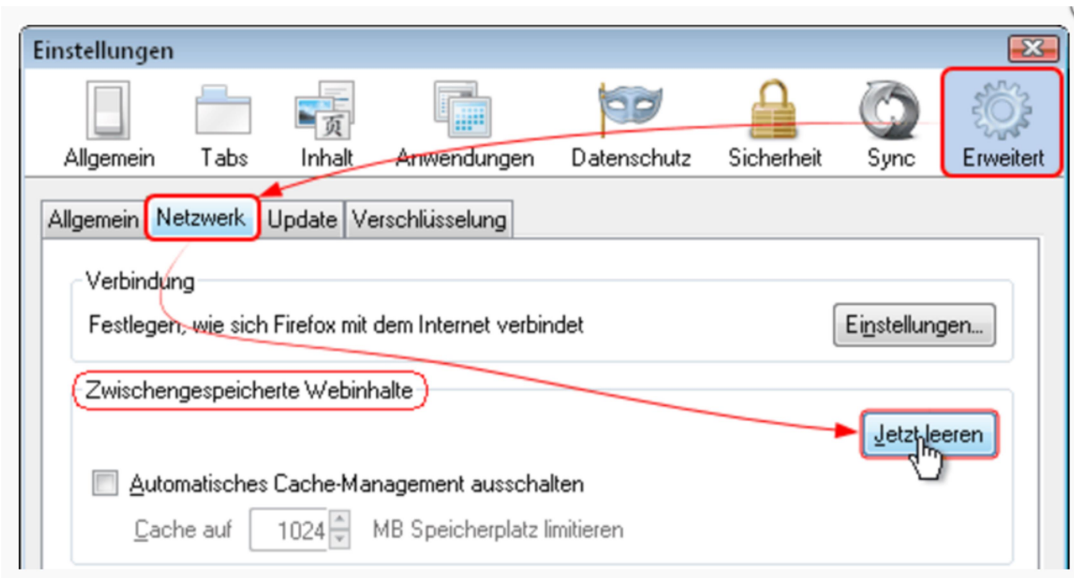 Einstellungen
页
Allgemein Tabs Inhalt Anwendungen Datenschutz Sicherheit Sync Erweitert
Allgemein Netzwerk Update Verschlüsselung
Verbindung
Festlegen, wie sich Firefox mit dem Internet verbindet Einstellungen...
Zwischengespeicherte Webinhalte
Jetzt leeren
Automatisches Cache-Management ausschalten
Cache auf 1024 MB Speicherplatz limitieren